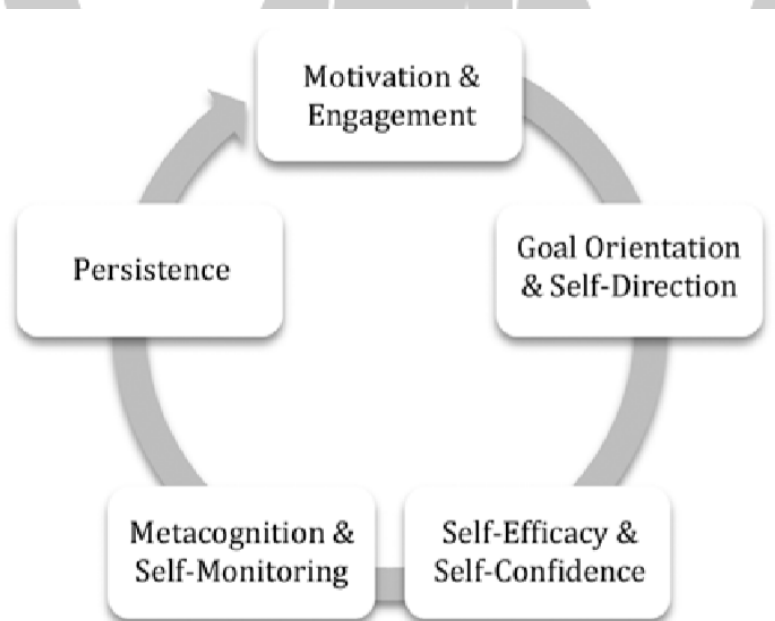 Motivation &
Engagement
Goal Orientation
& Self-Direction
Self-Efficacy &
Self-Confidence
Metacognition &
Self-Monitoring
Persistence